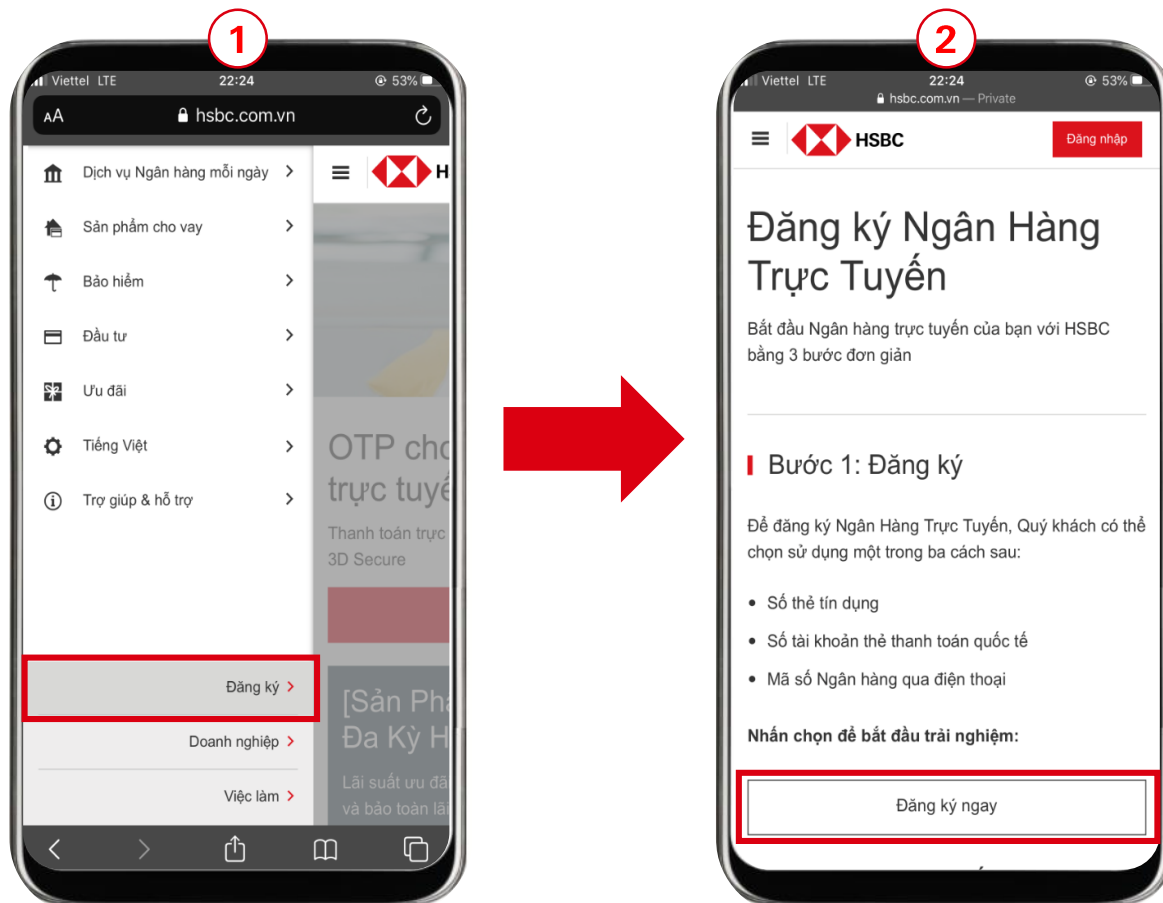 1
Viettel LTE 22:24 53%
AA hsbc.com.vn
Dịch vụ Ngân hàng mỗi ngày
Sản phẩm cho vay
Bảo hiểm
Đầu tư
Ưu đãi
Tiếng Việt
Trợ giúp & hỗ trợ
Đăng ký
Doanh nghiệp
Việc làm
H
OTP cho
trực tuyế
Thanh toán trực
3D Secure
[Sản Phẩ
Đa Kỳ H
Lãi suất ưu đã
và bảo toàn lãi
2
Viettel LTE 22:24 53%
hsbc.com.vn — Private
HSBC
Đăng nhập
Đăng ký Ngân Hàng
Trực Tuyến
Bắt đầu Ngân hàng trực tuyến của bạn với HSBC
bằng 3 bước đơn giản
Bước 1: Đăng ký
Để đăng ký Ngân Hàng Trực Tuyến, Quý khách có thể
chọn sử dụng một trong ba cách sau:
• Số thẻ tín dụng
• Số tài khoản thẻ thanh toán quốc tế
• Mã số Ngân hàng qua điện thoại
Nhấn chọn để bắt đầu trải nghiệm:
Đăng ký ngay